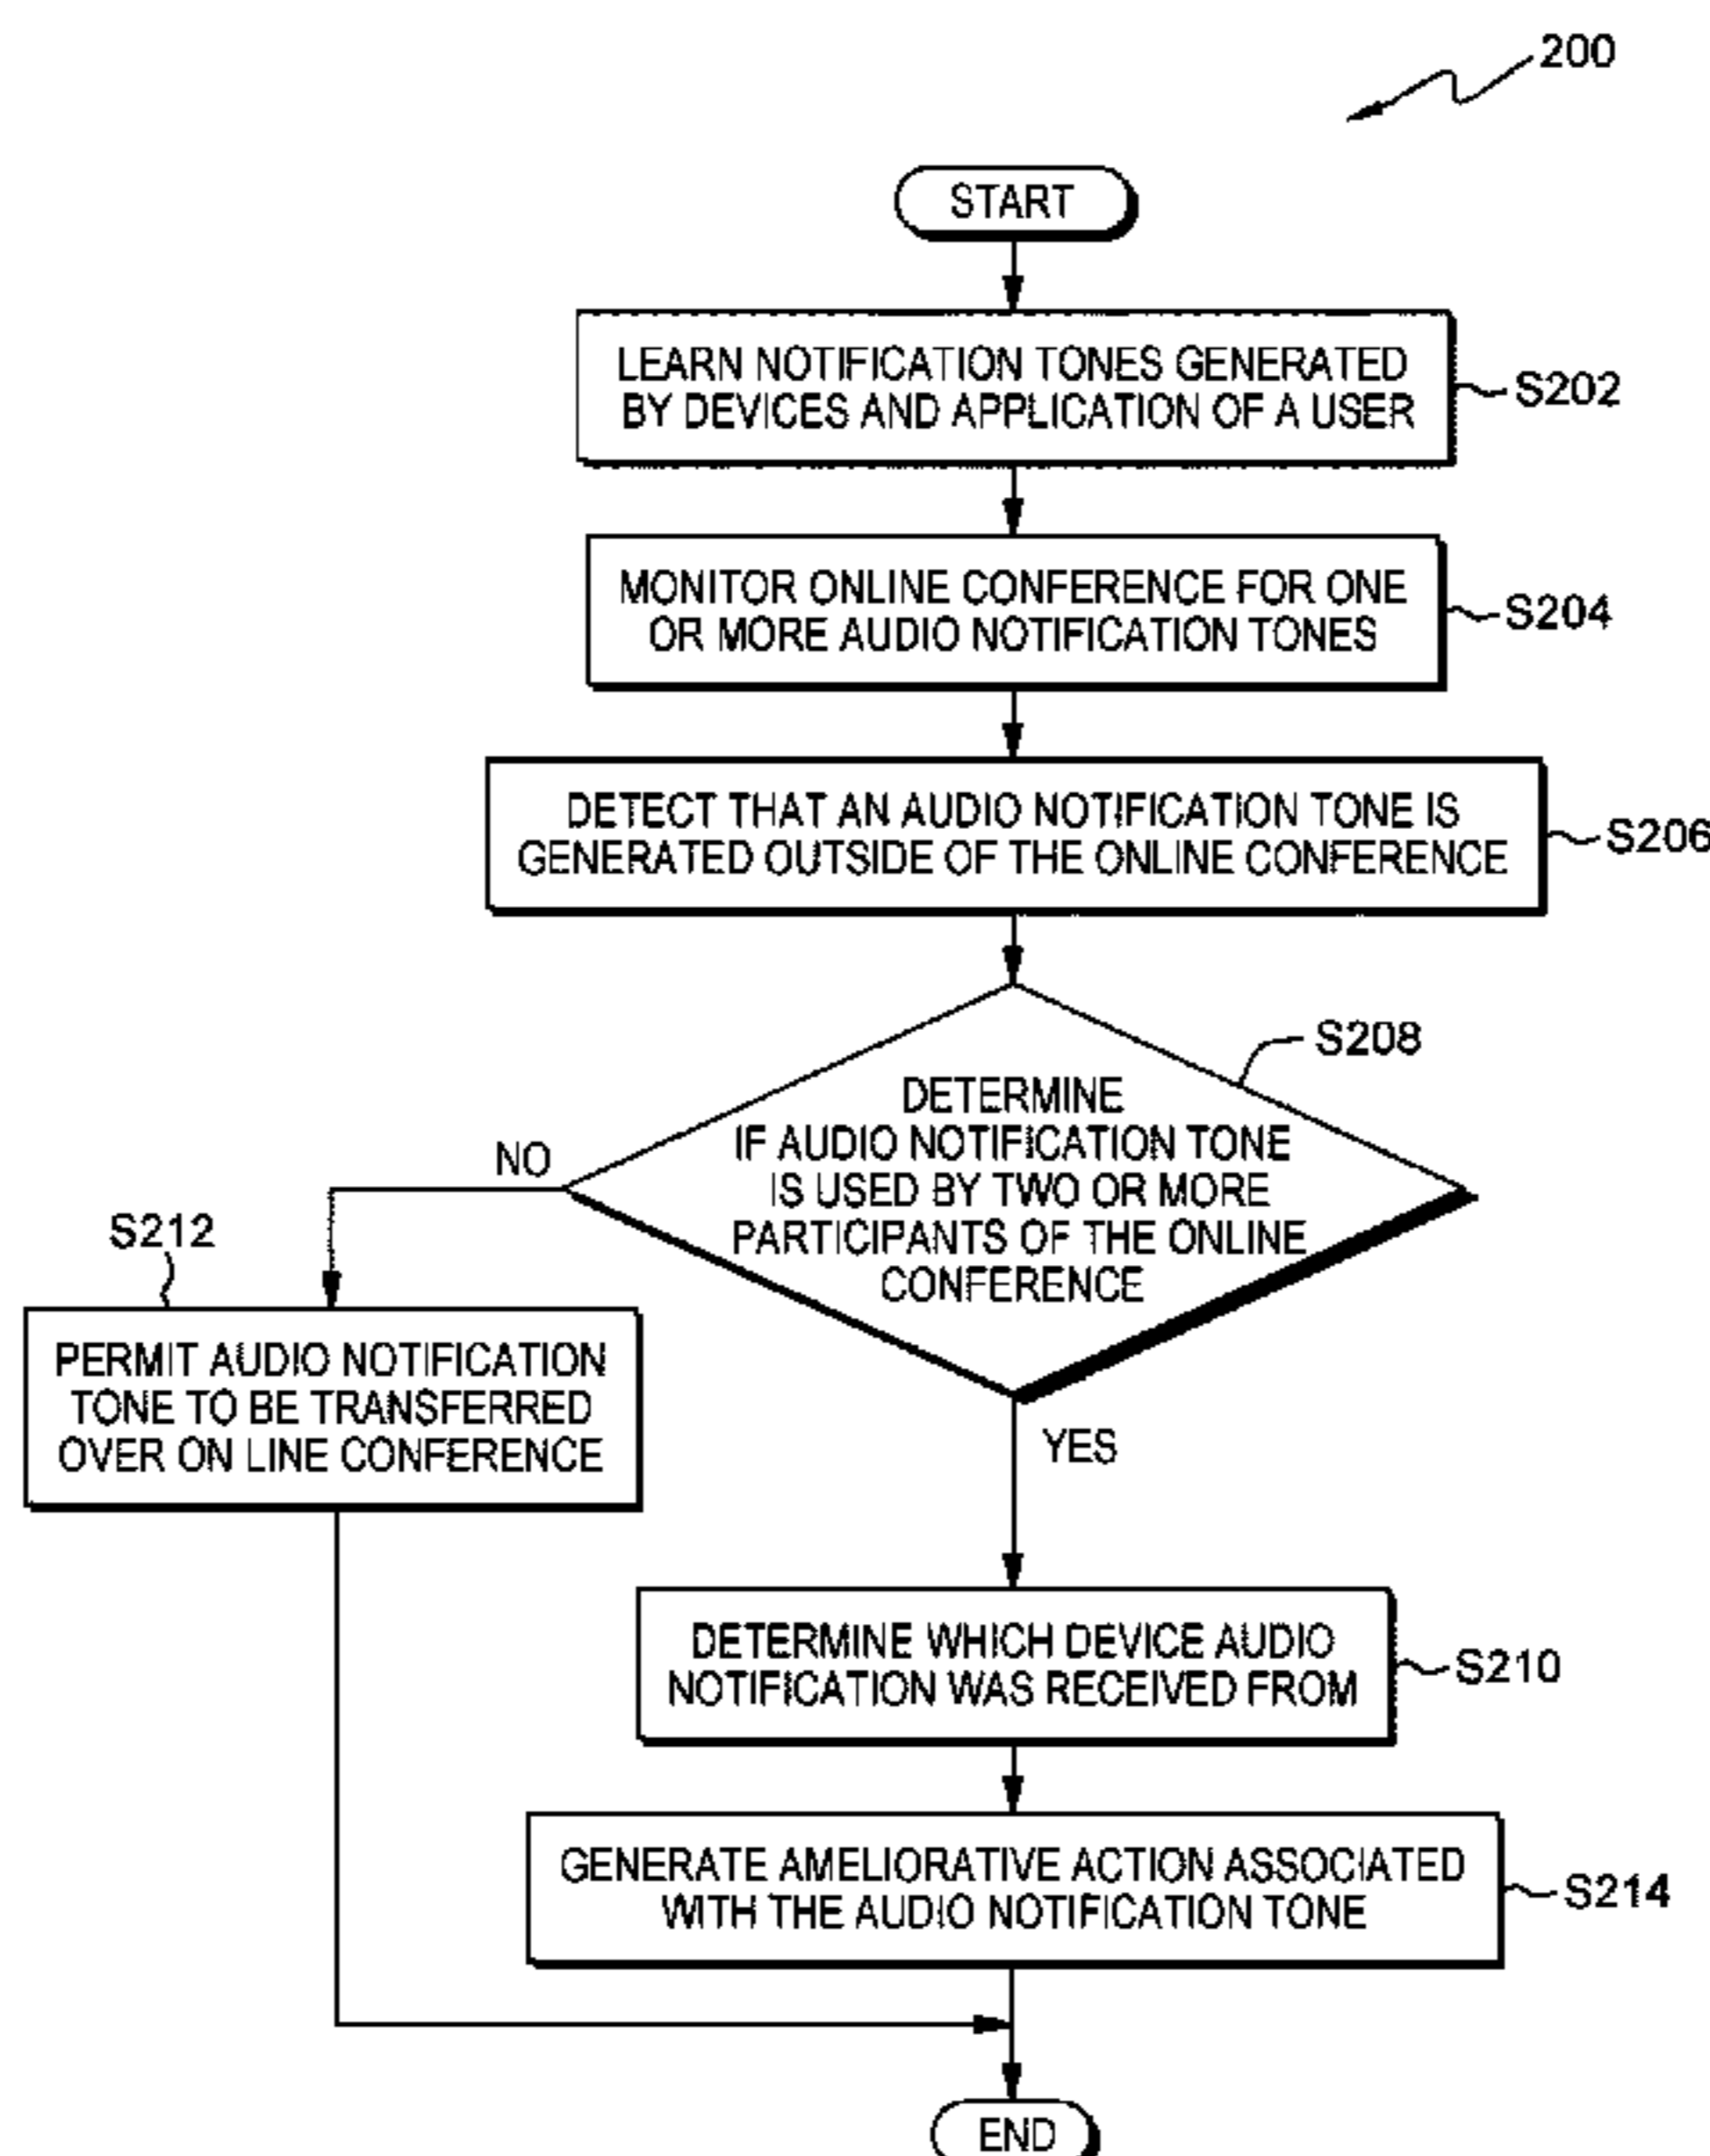 200
START
LEARN NOTIFICATION TONES GENERATED
BY DEVICES AND APPLICATION OF A USER
S202
MONITOR ONLINE CONFERENCE FOR ONE
OR MORE AUDIO NOTIFICATION TONES
S204
DETECT THAT AN AUDIO NOTIFICATION TONE IS
GENERATED OUTSIDE OF THE ONLINE CONFERENCE
S206
S208
DETERMINE
IF AUDIO NOTIFICATION TONE
IS USED BY TWO OR MORE
PARTICIPANTS OF THE ONLINE
CONFERENCE
NO
S212
PERMIT AUDIO NOTIFICATION
TONE TO BE TRANSFERRED
OVER ON LINE CONFERENCE
YES
DETERMINE WHICH DEVICE AUDIO
NOTIFICATION WAS RECEIVED FROM
S210
GENERATE AMELIORATIVE ACTION ASSOCIATED
WITH THE AUDIO NOTIFICATION TONE
S214
END